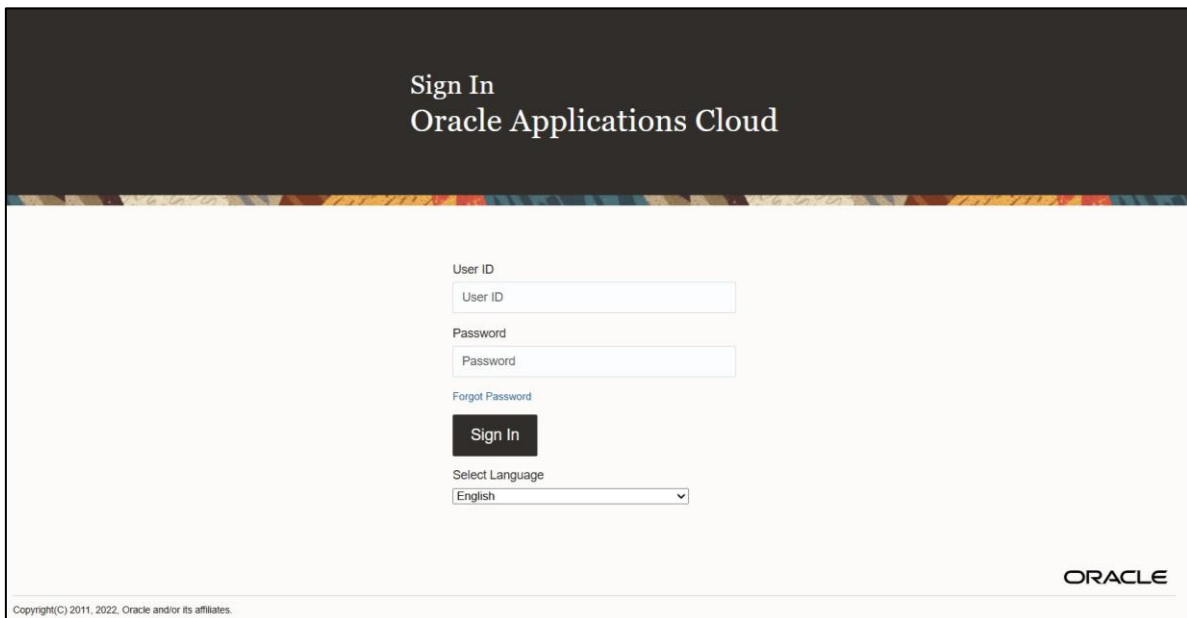 Sign In
Oracle Applications Cloud
User ID
User ID
Password
Password
Forgot Password
Sign In
Select Language
English
ORACLE
Copyright(C) 2011, 2022, Oracle and/or its affiliates.